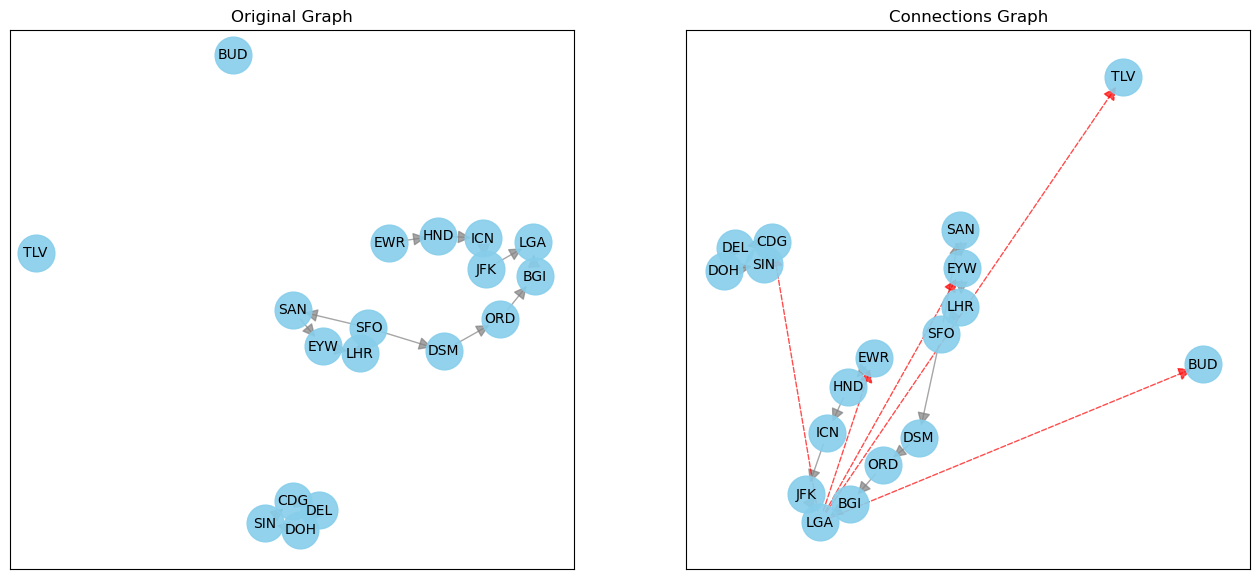 Original Graph
BUD
TLV
EWR
HND
ICN
LGA
JFK
BGI
SAN
SFO
ORD
EYW
LHR
DSM
CDG
DEL
SIN
DOH
Connections Graph
TLV
SAN
DEL
CDG
DOH
SIN
EYW
LHR
SFO
EWR
BUD
HND
ICN
DSM
ORD
JFK
BGI
LGA